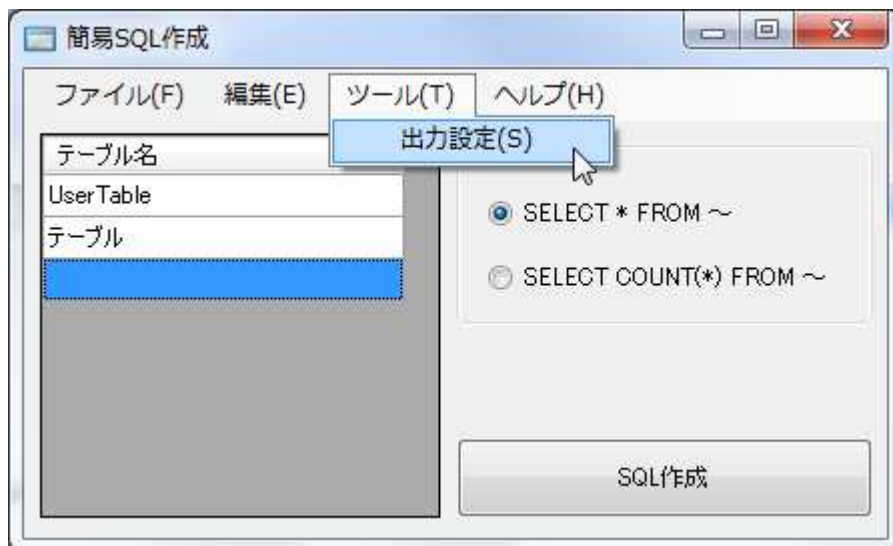 簡易SQL作成
ファイル(F) 編集(E) ツール(T) ヘルプ(H)
出力設定(S)
テーブル名
UserTable
テーブル
SELECT * FROM ～
SELECT COUNT(*) FROM ～
SQL作成